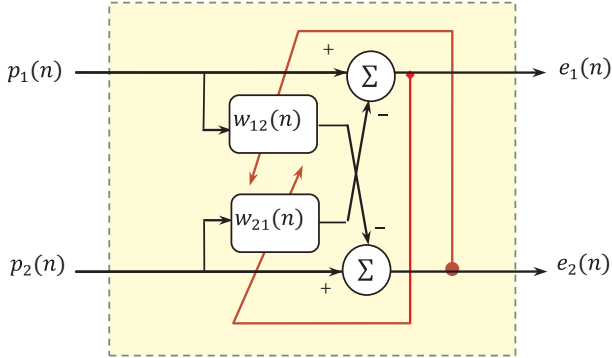 +
p₁(n)
Σ
e₁(n)
w₁₂(n)
−
w₂₁(n)
−
p₂(n)
Σ
e₂(n)
+